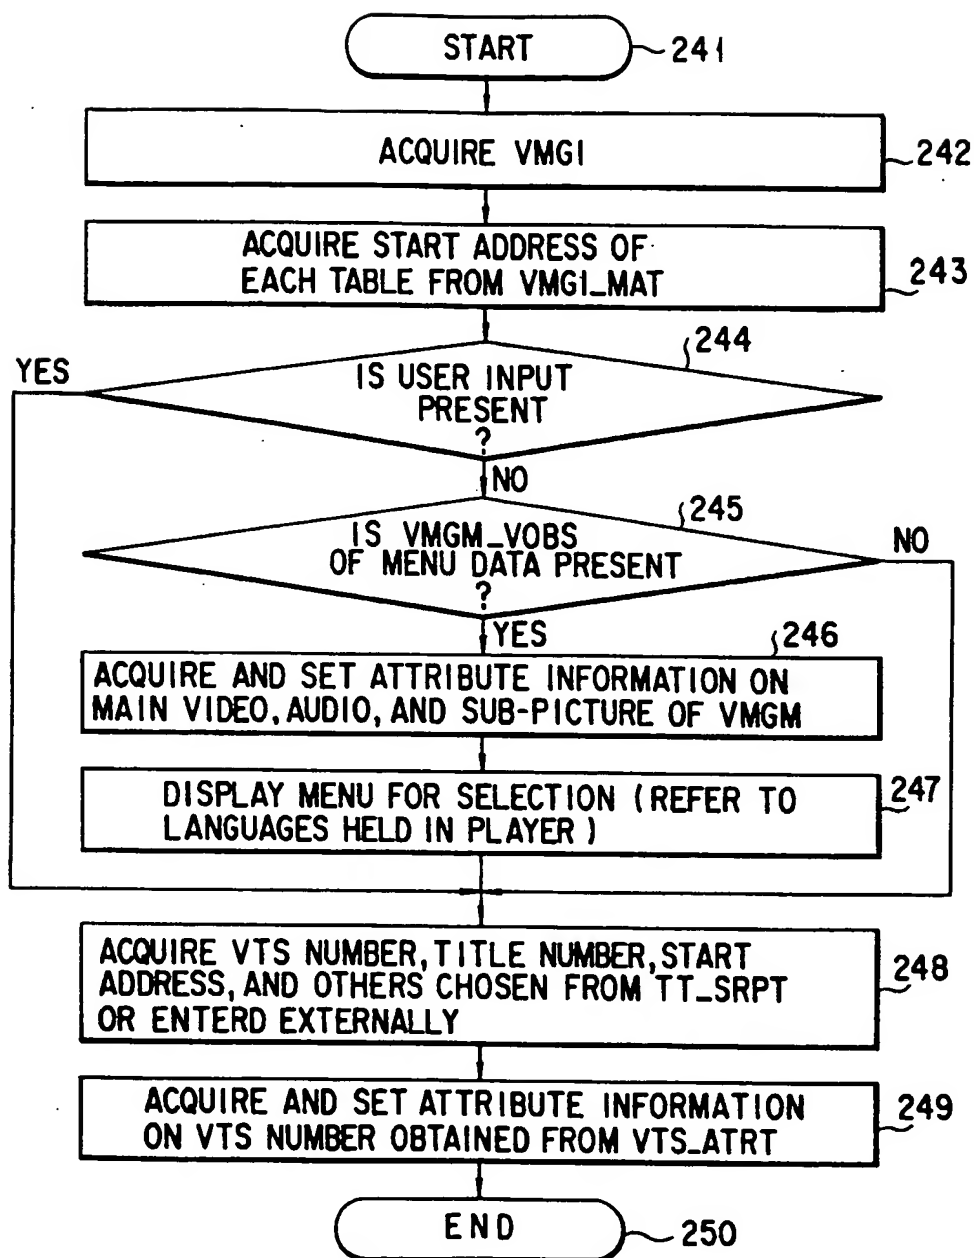 START
241
ACQUIRE VMGI
242
ACQUIRE START ADDRESS OF
EACH TABLE FROM VMGI_MAT
243
244
YES
IS USER INPUT
PRESENT
?
NO
245
IS VMGM_VOBS
OF MENU DATA PRESENT
?
NO
YES
246
ACQUIRE AND SET ATTRIBUTE INFORMATION ON
MAIN VIDEO, AUDIO, AND SUB-PICTURE OF VMGM
DISPLAY MENU FOR SELECTION (REFER TO
LANGUAGES HELD IN PLAYER)
247
ACQUIRE VTS NUMBER, TITLE NUMBER, START
ADDRESS, AND OTHERS CHOSEN FROM TT_SRPT
OR ENTERD EXTERNALLY
248
ACQUIRE AND SET ATTRIBUTE INFORMATION
ON VTS NUMBER OBTAINED FROM VTS_ATRT
249
END
250